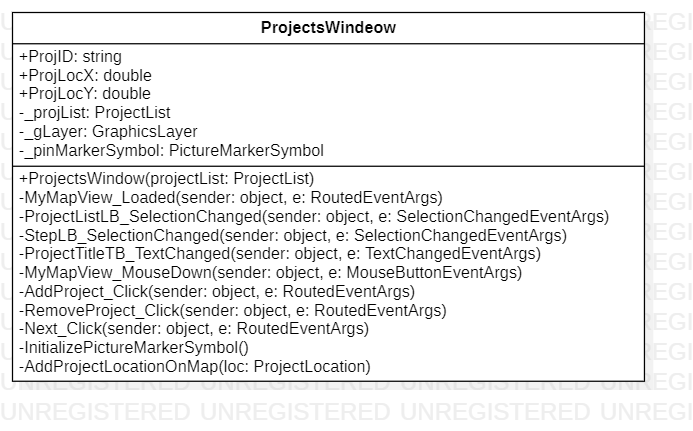 ProjectsWindeow
+ProjID: string
+ProjLocX: double
+ProjLocY: double
-_projList: ProjectList
-_gLayer: GraphicsLayer
-_pinMarkerSymbol: PictureMarkerSymbol
+ProjectsWindow(projectList: ProjectList)
-MyMapView_Loaded(sender: object, e: RoutedEventArgs)
-ProjectListLB_SelectionChanged(sender: object, e: SelectionChangedEventArgs)
-StepLB_SelectionChanged(sender: object, e: SelectionChangedEventArgs)
-ProjectTitleTB_TextChanged(sender: object, e: TextChangedEventArgs)
-MyMapView_MouseDown(sender: object, e: MouseButtonEventArgs)
-AddProject_Click(sender: object, e: RoutedEventArgs)
-RemoveProject_Click(sender: object, e: RoutedEventArgs)
-Next_Click(sender: object, e: RoutedEventArgs)
-InitializePictureMarkerSymbol()
-AddProjectLocationOnMap(loc: ProjectLocation)
UNREGISTERED UNREGISTERED UNREGISTERED UNREGI